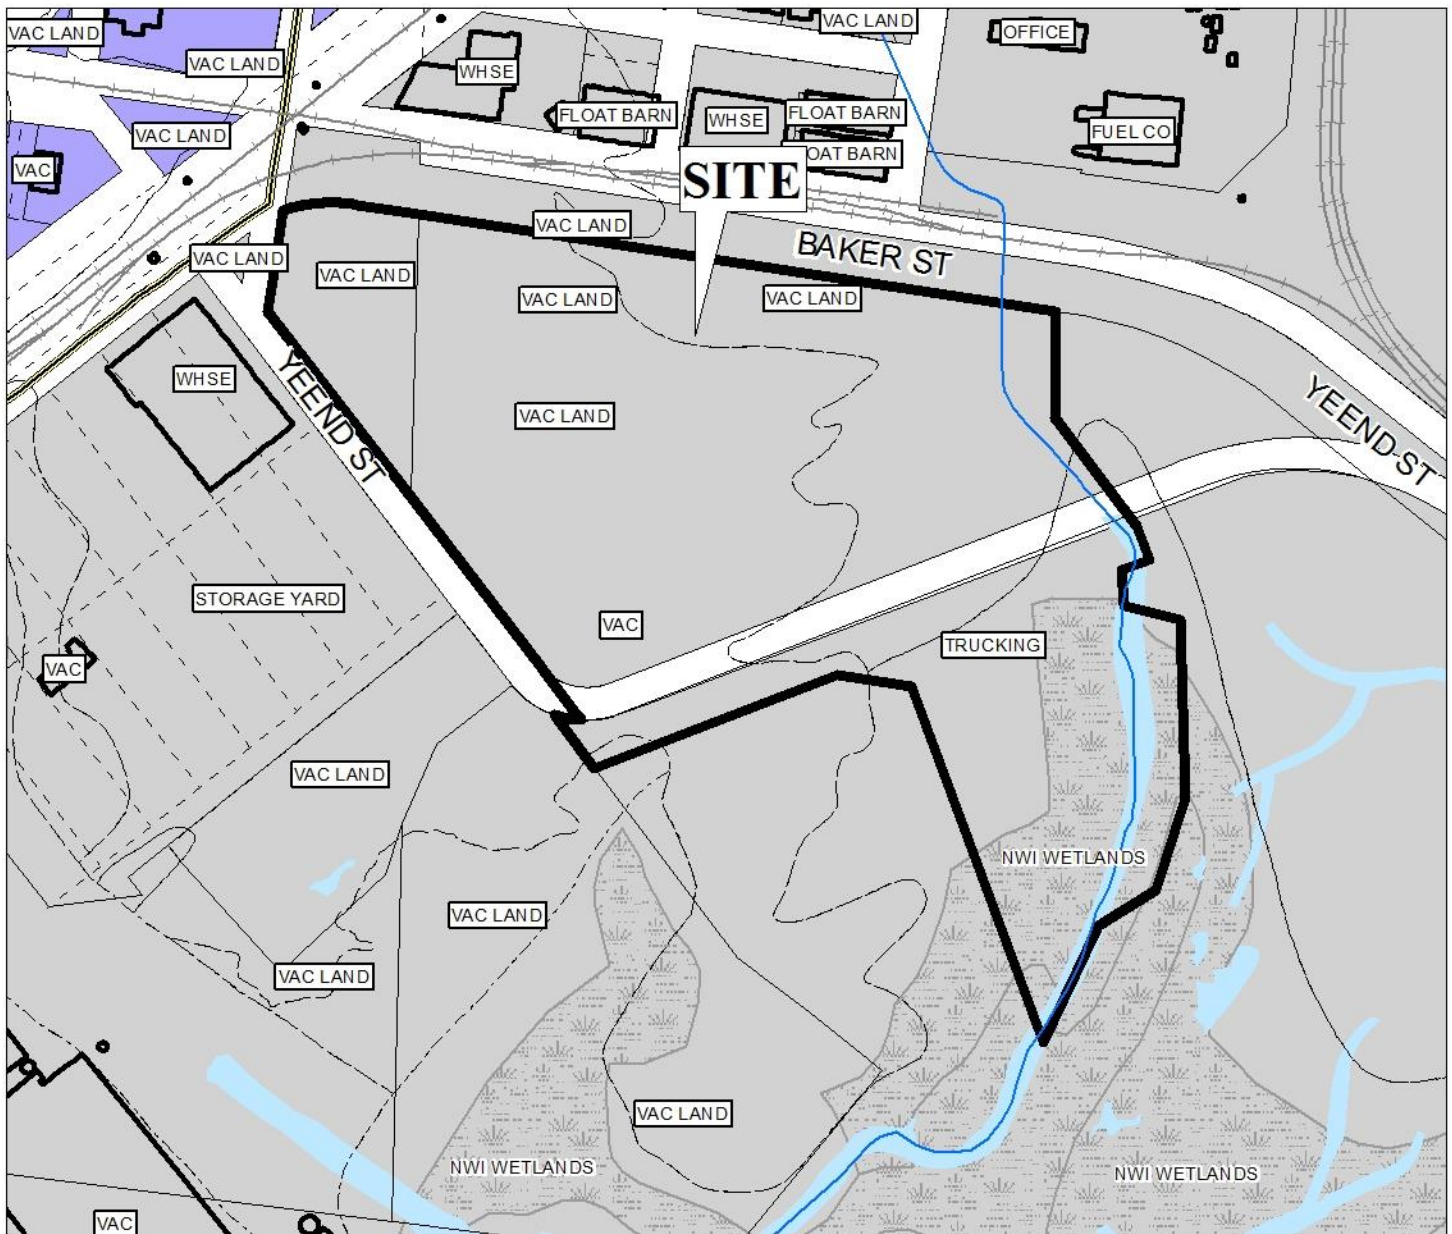 VAC LAND
OFFICE
VAC LAND
VAC LAND
WHSE
FLOAT BARN
WHSE
FLOAT BARN
FUEL CO
VAC LAND
OAT BARN
VAC
SITE
VAC LAND
BAKER ST
VAC LAND
VAC LAND
VAC LAND
VAC LAND
WHSE
YEEND ST
YEEND ST
VAC LAND
STORAGE YARD
VAC
TRUCKING
VAC
VAC LAND
NWI WETLANDS
VAC LAND
VAC LAND
VAC LAND
NWI WETLANDS
NWI WETLANDS
VAC